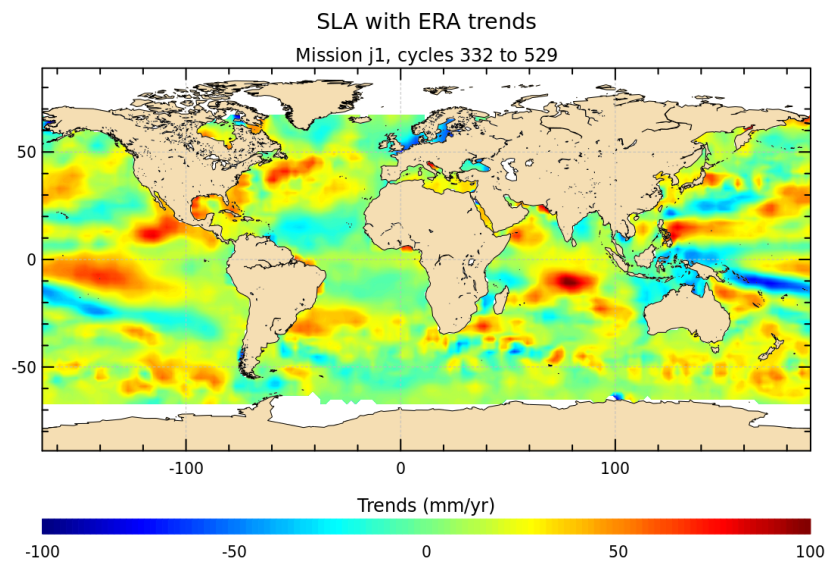 SLA with ERA trends
Mission j1, cycles 332 to 529
50
0
-50
-100 0 100
Trends (mm/yr)
-100 -50 0 50 100